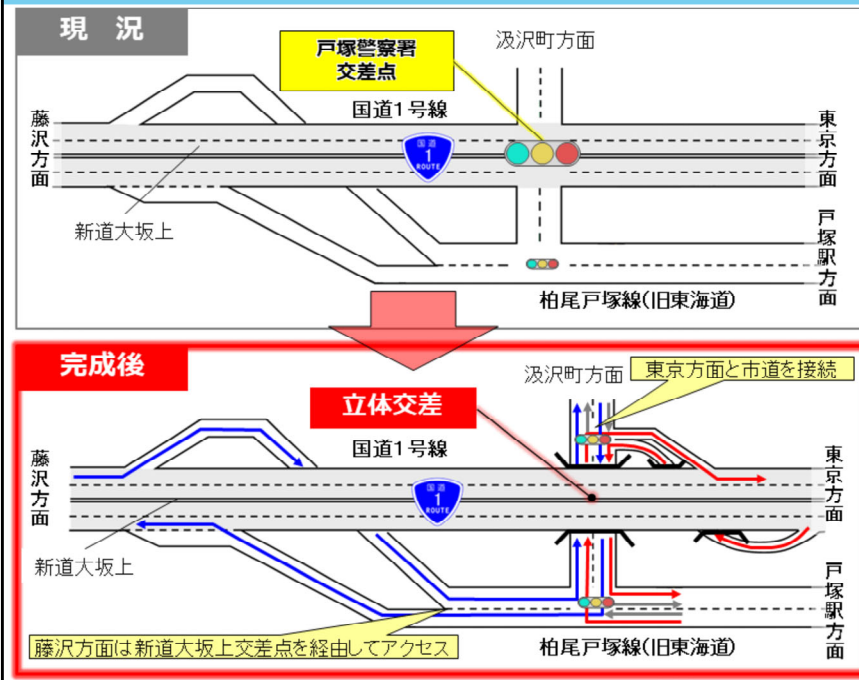 現 況
戸塚警察署
交差点
汲沢町方面
国道1号線
藤沢方面
東京方面
国道
1
ROUTE
新道大坂上
戸塚駅方面
柏尾戸塚線(旧東海道)
完成後
汲沢町方面
東京方面と市道を接続
立体交差
国道1号線
藤沢方面
東京方面
国道
1
ROUTE
新道大坂上
戸塚駅方面
藤沢方面は新道大坂上交差点を経由してアクセス
柏尾戸塚線(旧東海道)